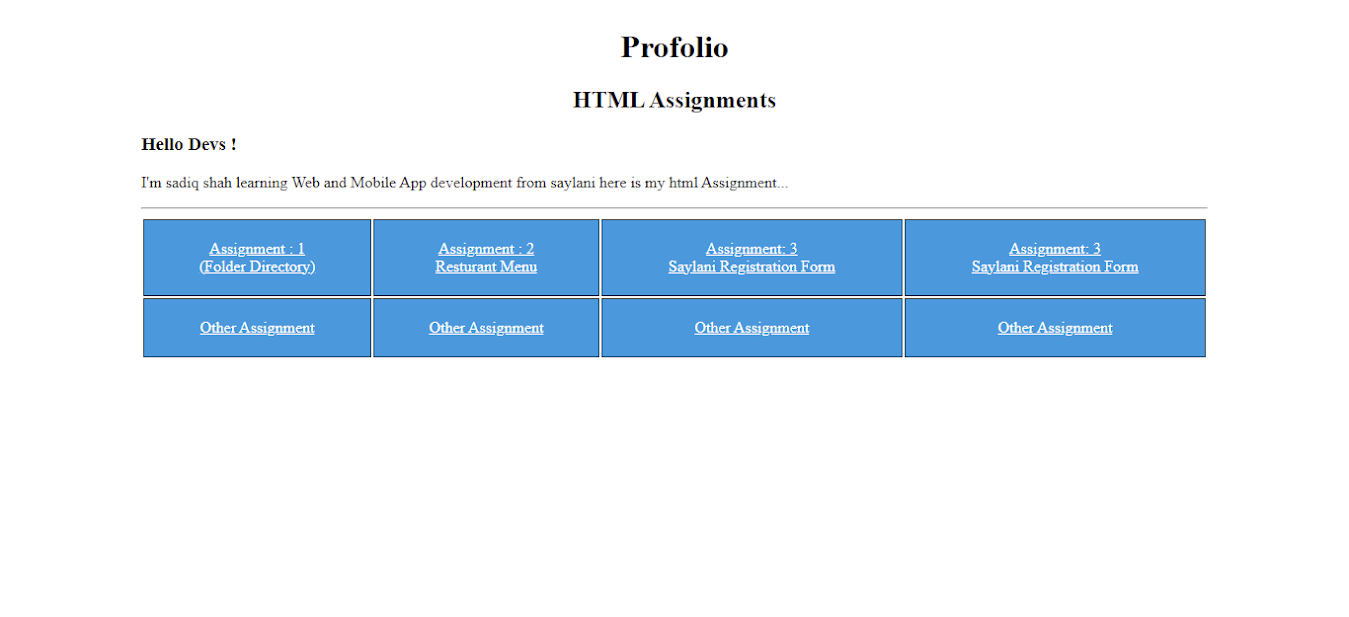 Profolio
HTML Assignments
Hello Devs !
I'm sadiq shah learning Web and Mobile App development from saylani here is my html Assignment...
Assignment : 1
(Folder Directory)
Assignment : 2
Resturant Menu
Assignment: 3
Saylani Registration Form
Assignment: 3
Saylani Registration Form
Other Assignment
Other Assignment
Other Assignment
Other Assignment